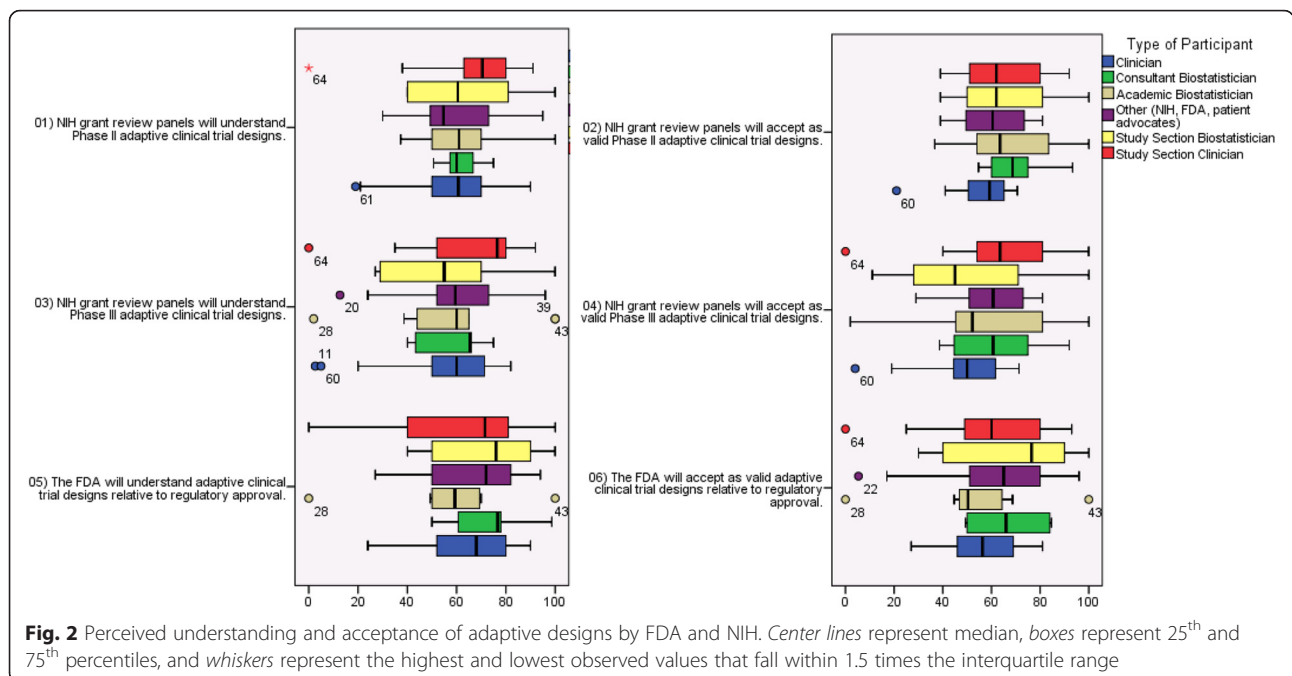 01) NIH grant review panels will understand
Phase II adaptive clinical trial designs.
64
61
03) NIH grant review panels will understand
Phase III adaptive clinical trial designs.
64
20
39
28
43
11
60
05) The FDA will understand adaptive clinical
trial designs relative to regulatory approval.
28
43
0 20 40 60 80 100
02) NIH grant review panels will accept as
valid Phase II adaptive clinical trial designs.
60
04) NIH grant review panels will accept as
valid Phase III adaptive clinical trial designs.
64
60
06) The FDA will accept as valid adaptive
clinical trial designs relative to regulatory
approval.
64
22
28
43
0 20 40 60 80 100
Type of Participant
Clinician
Consultant Biostatistician
Academic Biostatistician
Other (NIH, FDA, patient
advocates)
Study Section Biostatistician
Study Section Clinician
Fig. 2 Perceived understanding and acceptance of adaptive designs by FDA and NIH. Center lines represent median, boxes represent 25th and
75th percentiles, and whiskers represent the highest and lowest observed values that fall within 1.5 times the interquartile range